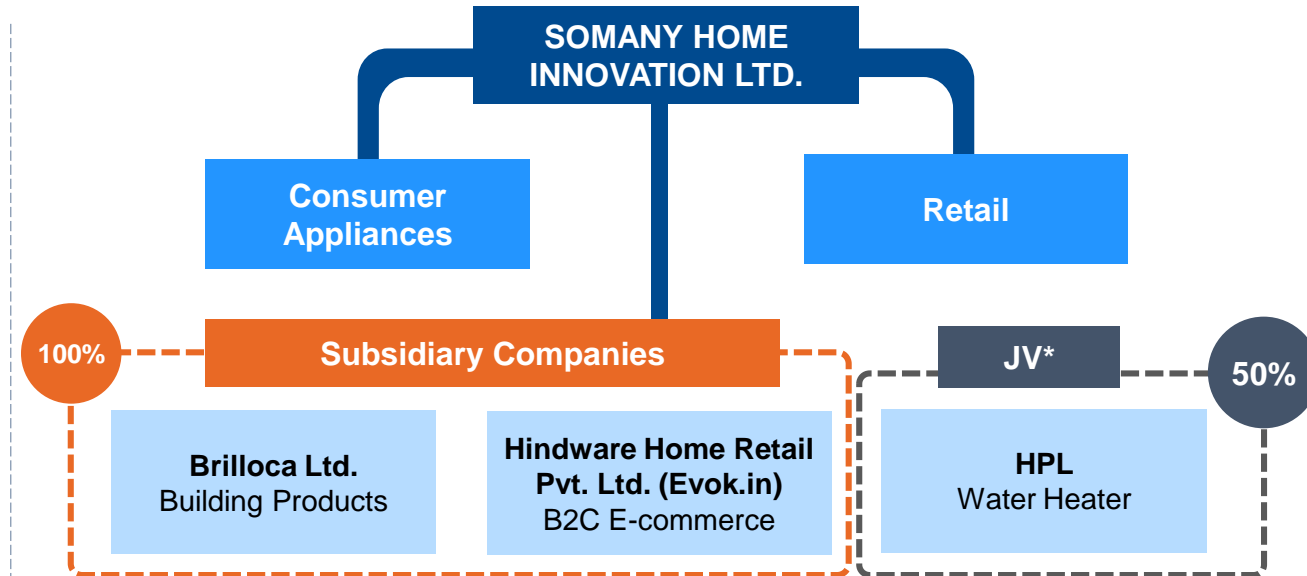 SOMANY HOME
INNOVATION LTD.
Consumer
Appliances
Retail
100%
Subsidiary Companies
JV*
50%
Brilloca Ltd.
Building Products
Hindware Home Retail
Pvt. Ltd. (Evok.in)
B2C E-commerce
HPL
Water Heater